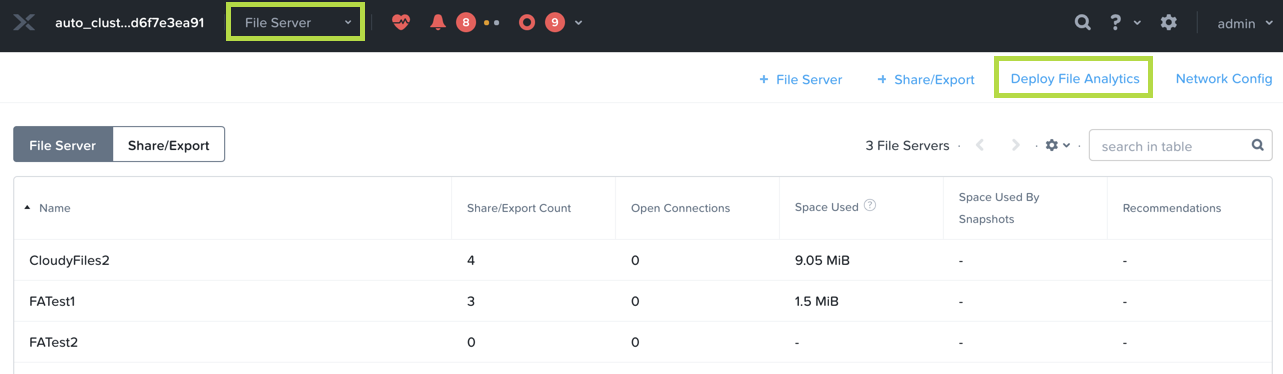 auto_clust...d6f7e3ea91 File Server 8 9 ? admin
+ File Server + Share/Export Deploy File Analytics Network Config
File Server Share/Export 3 File Servers · < > · · search in table
Name Share/Export Count Open Connections Space Used ? Space Used By Snapshots Recommendations
CloudyFiles2 4 0 9.05 MiB - -
FATest1 3 0 1.5 MiB - -
FATest2 0 0 - - -